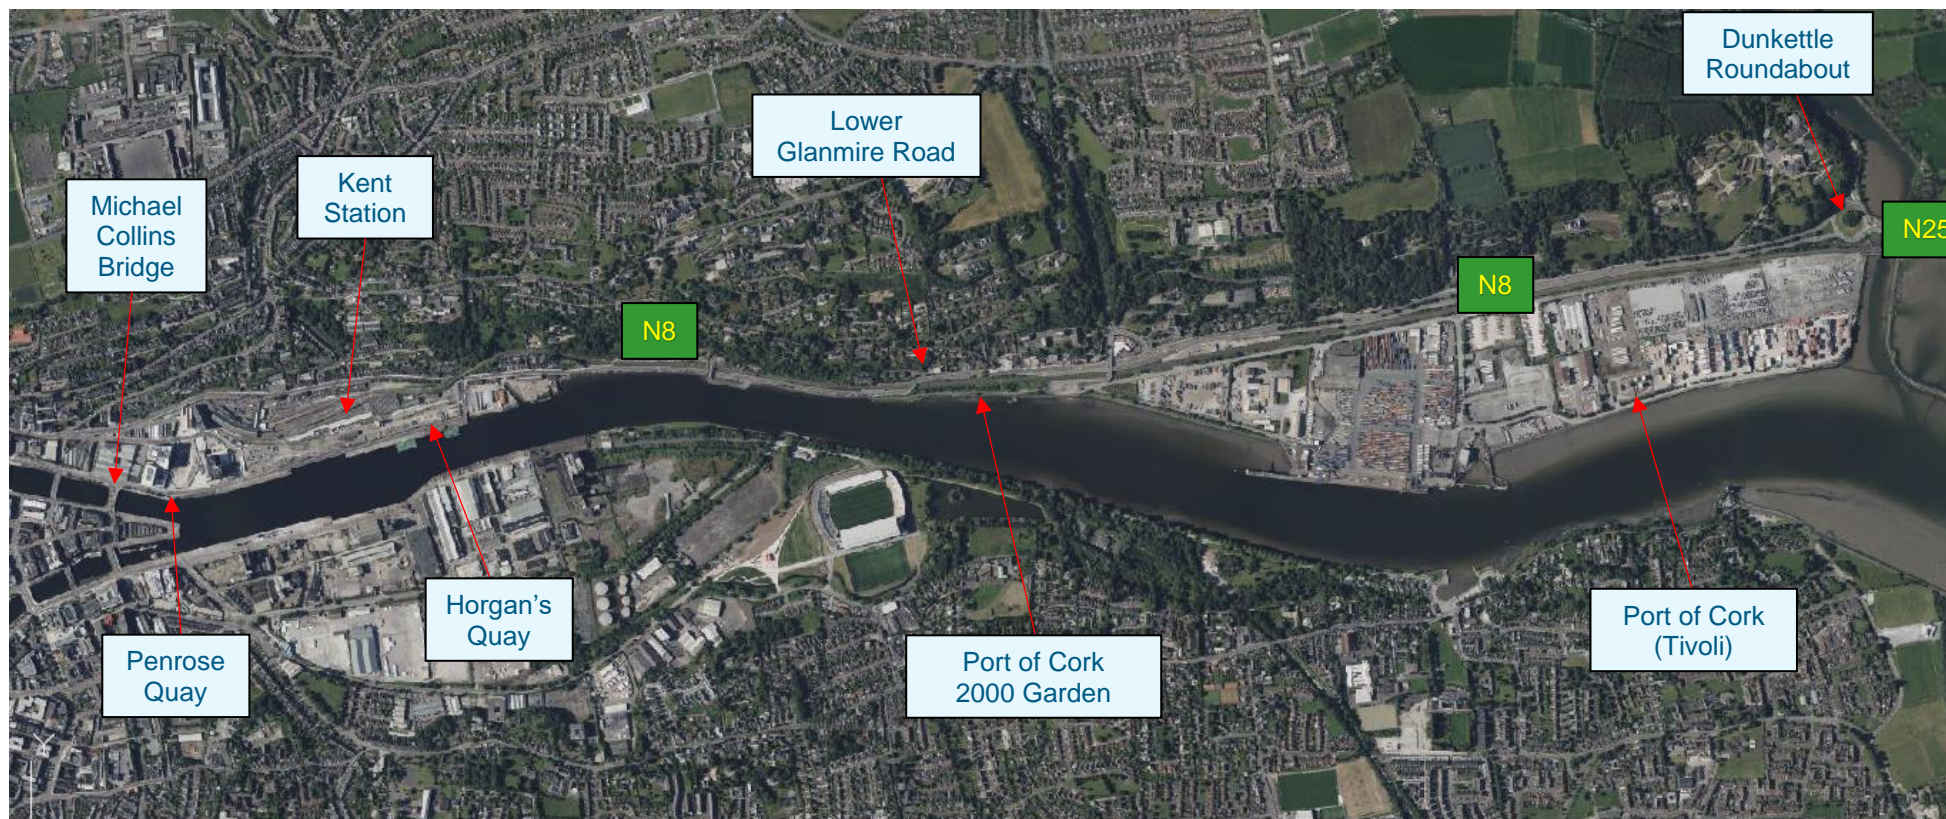 Dunkettle
Roundabout
Lower
Glanmire Road
Kent
Station
Michael
Collins
Bridge
N25
N8
N8
Horgan's
Quay
Port of Cork
(Tivoli)
Penrose
Quay
Port of Cork
2000 Garden